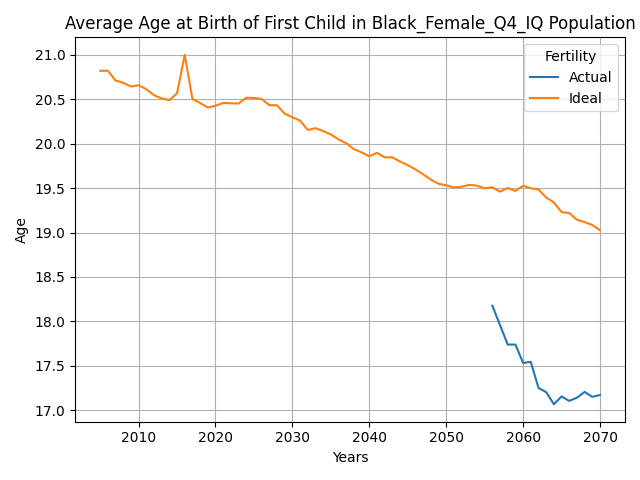 Average Age at Birth of First Child in Black_Female_Q4_IQ Population
Fertility
Actual
Ideal
Age
21.0
20.5
20.0
19.5
19.0
18.5
18.0
17.5
17.0
2010 2020 2030 2040 2050 2060 2070
Years